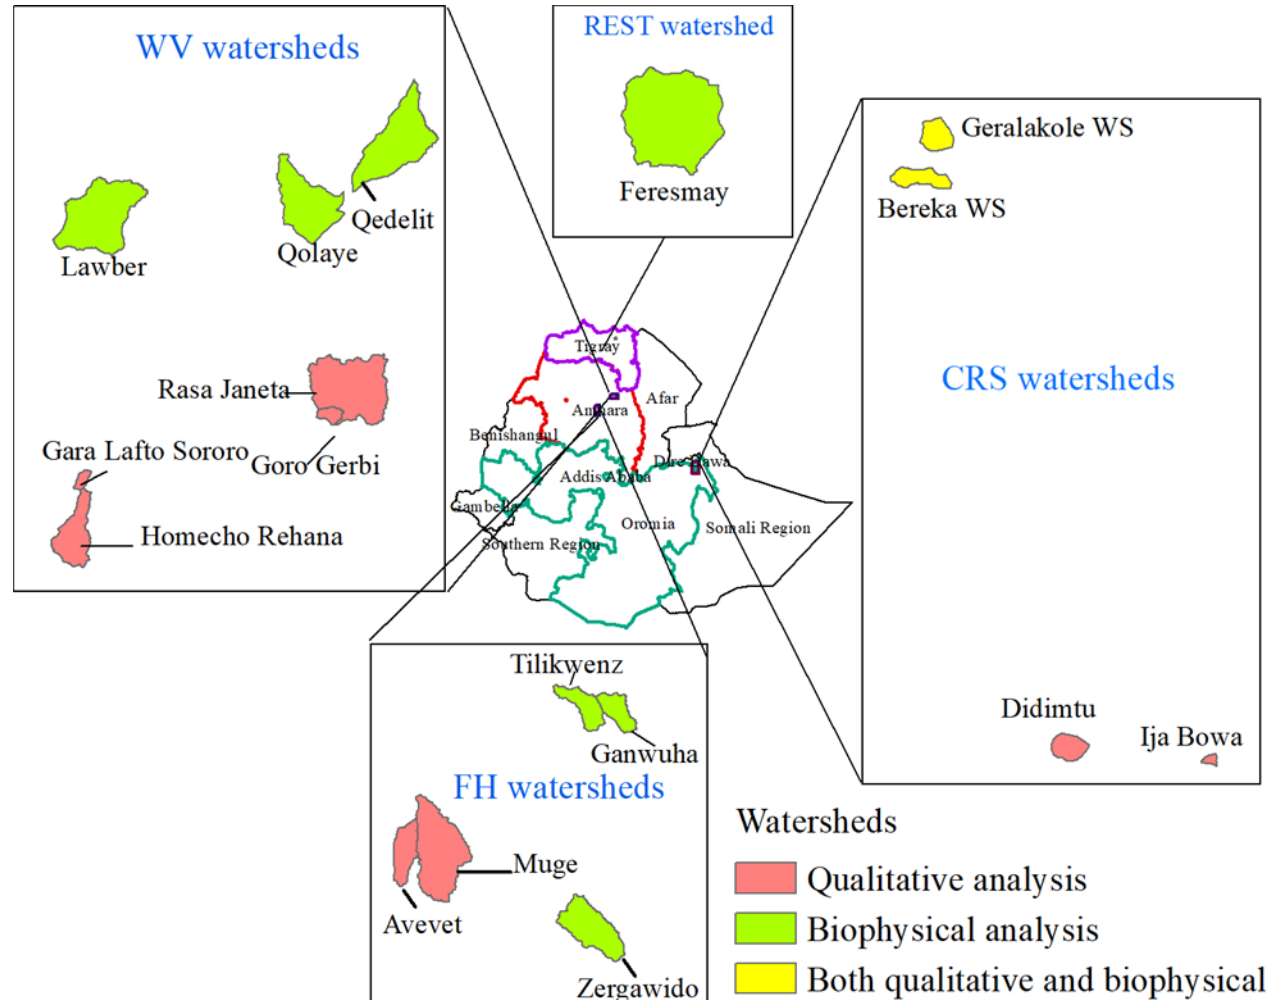 WV watersheds
Qedelit
Qolaye
Lawber
Rasa Janeta
Gara Lafto Sororo
Goro Gerbi
Homecho Rehana
REST watershed
Feresmay
Geralakole WS
Bereka WS
CRS watersheds
Didimtu
Ija Bowa
Tigray
Afar
Amhara
Benishangul
Dire Dawa
Addis Ababa
Gambella
Oromia
Somali Region
Southern Region
Tilikwenz
Ganwuha
FH watersheds
Muge
Avevet
Zergawido
Watersheds
Qualitative analysis
Biophysical analysis
Both qualitative and biophysical